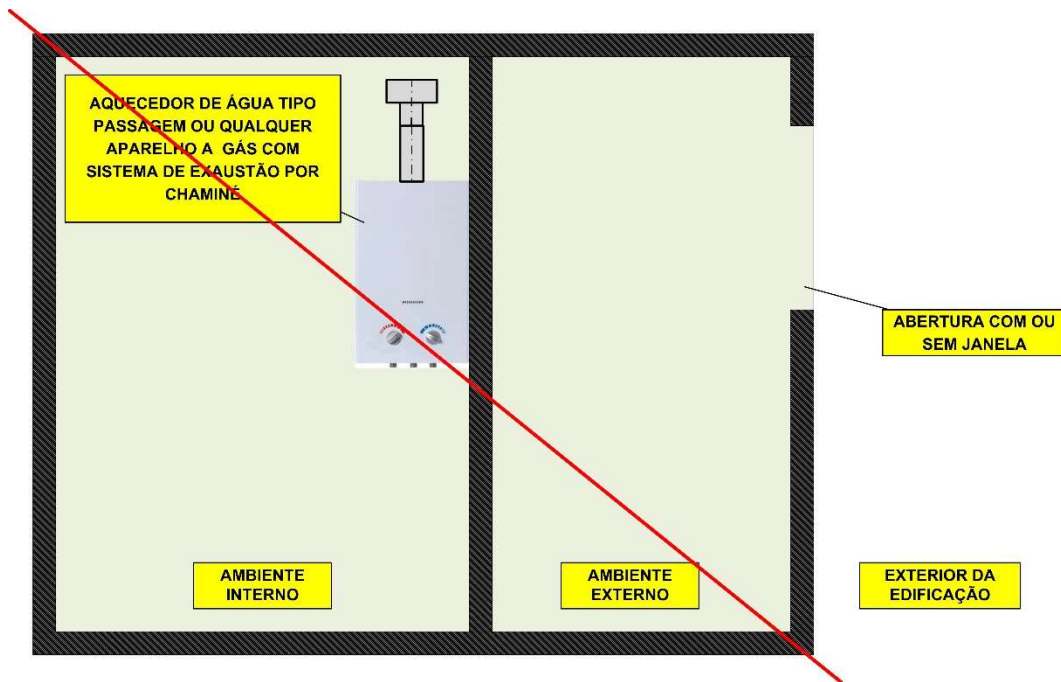 AQUECEDOR DE ÁGUA TIPO
PASSAGEM OU QUALQUER
APARELHO A GÁS COM
SISTEMA DE EXAUSTÃO POR
CHAMINÉ
ABERTURA COM OU
SEM JANELA
AMBIENTE
INTERNO
AMBIENTE
EXTERNO
EXTERIOR DA
EDIFICAÇÃO